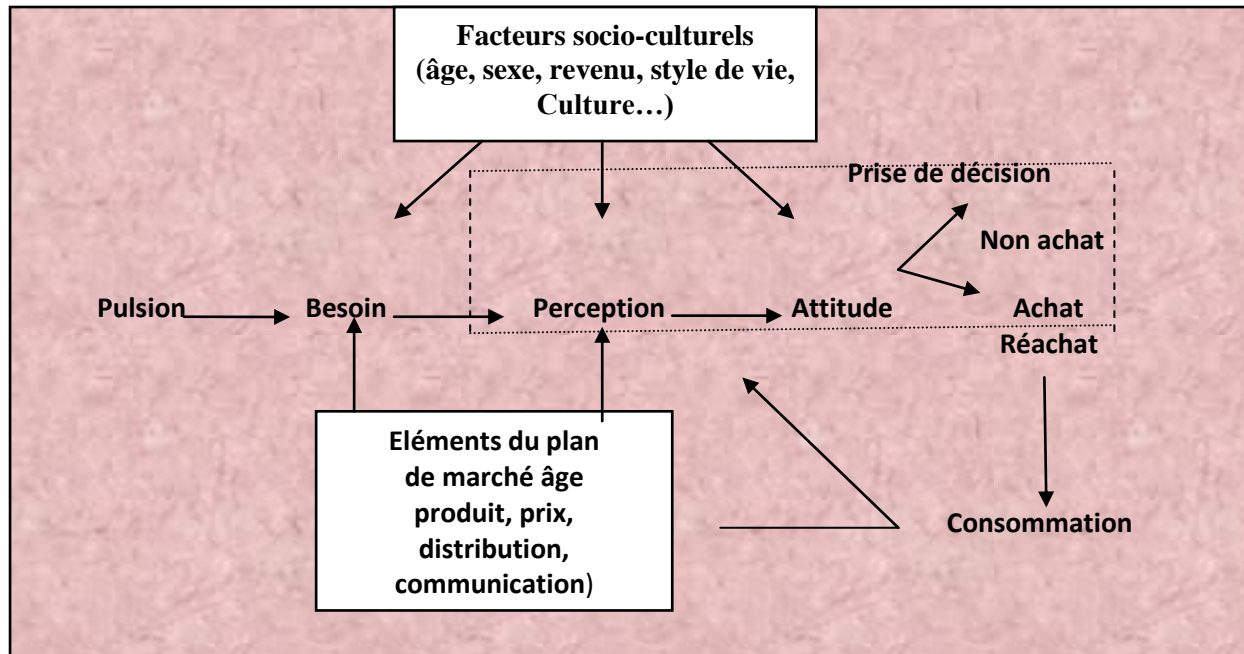 Facteurs socio-culturels
(âge, sexe, revenu, style de vie,
Culture…)
Prise de décision
Non achat
Pulsion Besoin Perception Attitude Achat
Réachat
Eléments du plan
de marché âge
produit, prix,
distribution,
communication)
Consommation